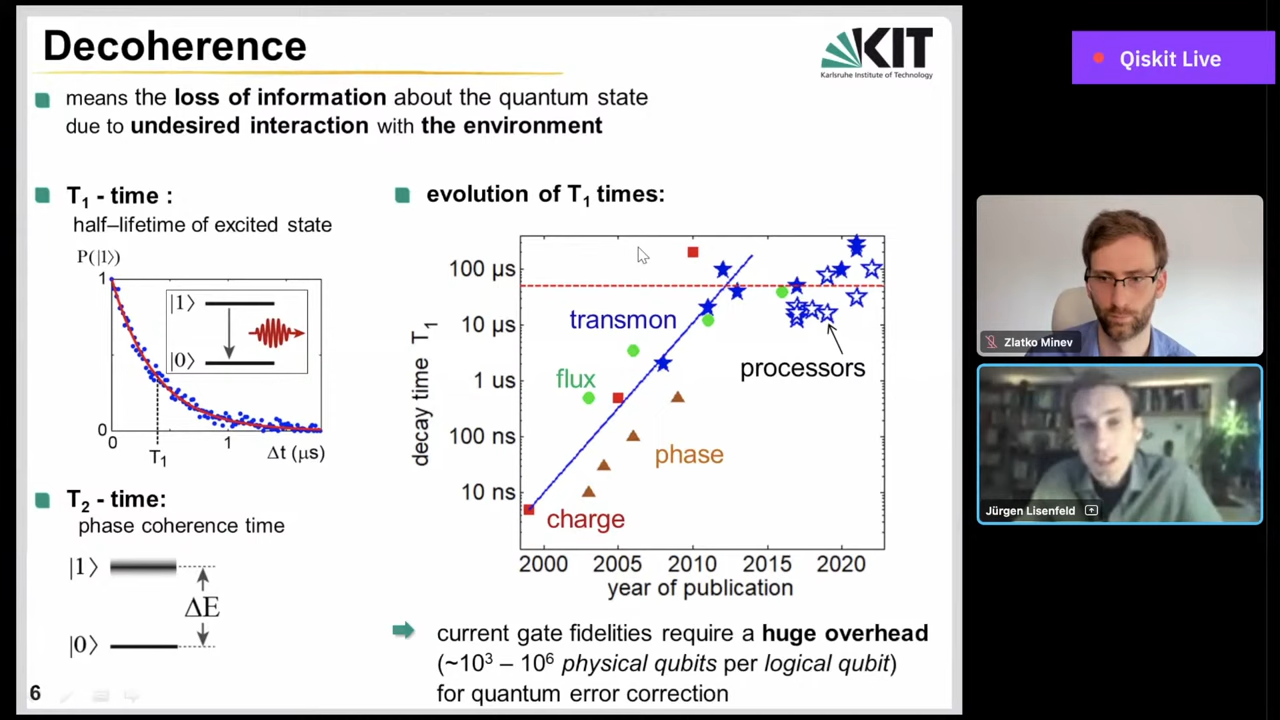 Decoherence
KIT
Karlsruhe Institute of Technology
Qiskit Live
means the loss of information about the quantum state
due to undesired interaction with the environment
T1 - time :
half–lifetime of excited state
P(|1⟩)
1
|1⟩
|0⟩
0
0
1
T1
Δt (μs)
T2 - time:
phase coherence time
|1⟩
ΔE
|0⟩
evolution of T1 times:
decay time T1
100 μs
10 μs
1 us
100 ns
10 ns
transmon
flux
phase
charge
processors
2000 2005 2010 2015 2020
year of publication
current gate fidelities require a huge overhead
(~10³ – 10⁶ physical qubits per logical qubit)
for quantum error correction
6
Zlatko Minev
Jürgen Lisenfeld